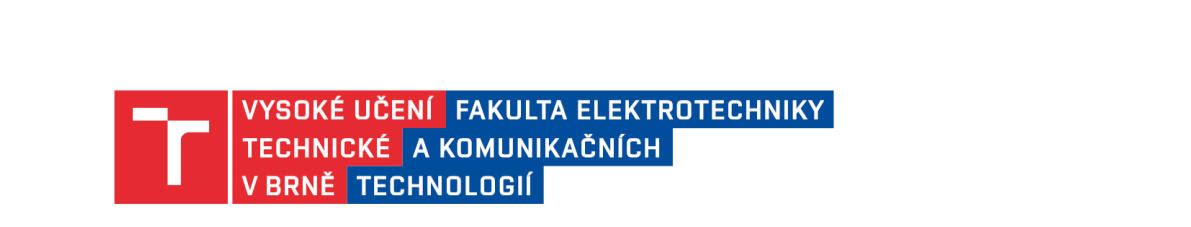 VYSOKÉ UČENÍ FAKULTA ELEKTROTECHNIKY
TECHNICKÉ A KOMUNIKAČNÍCH
V BRNĚ TECHNOLOGIÍ